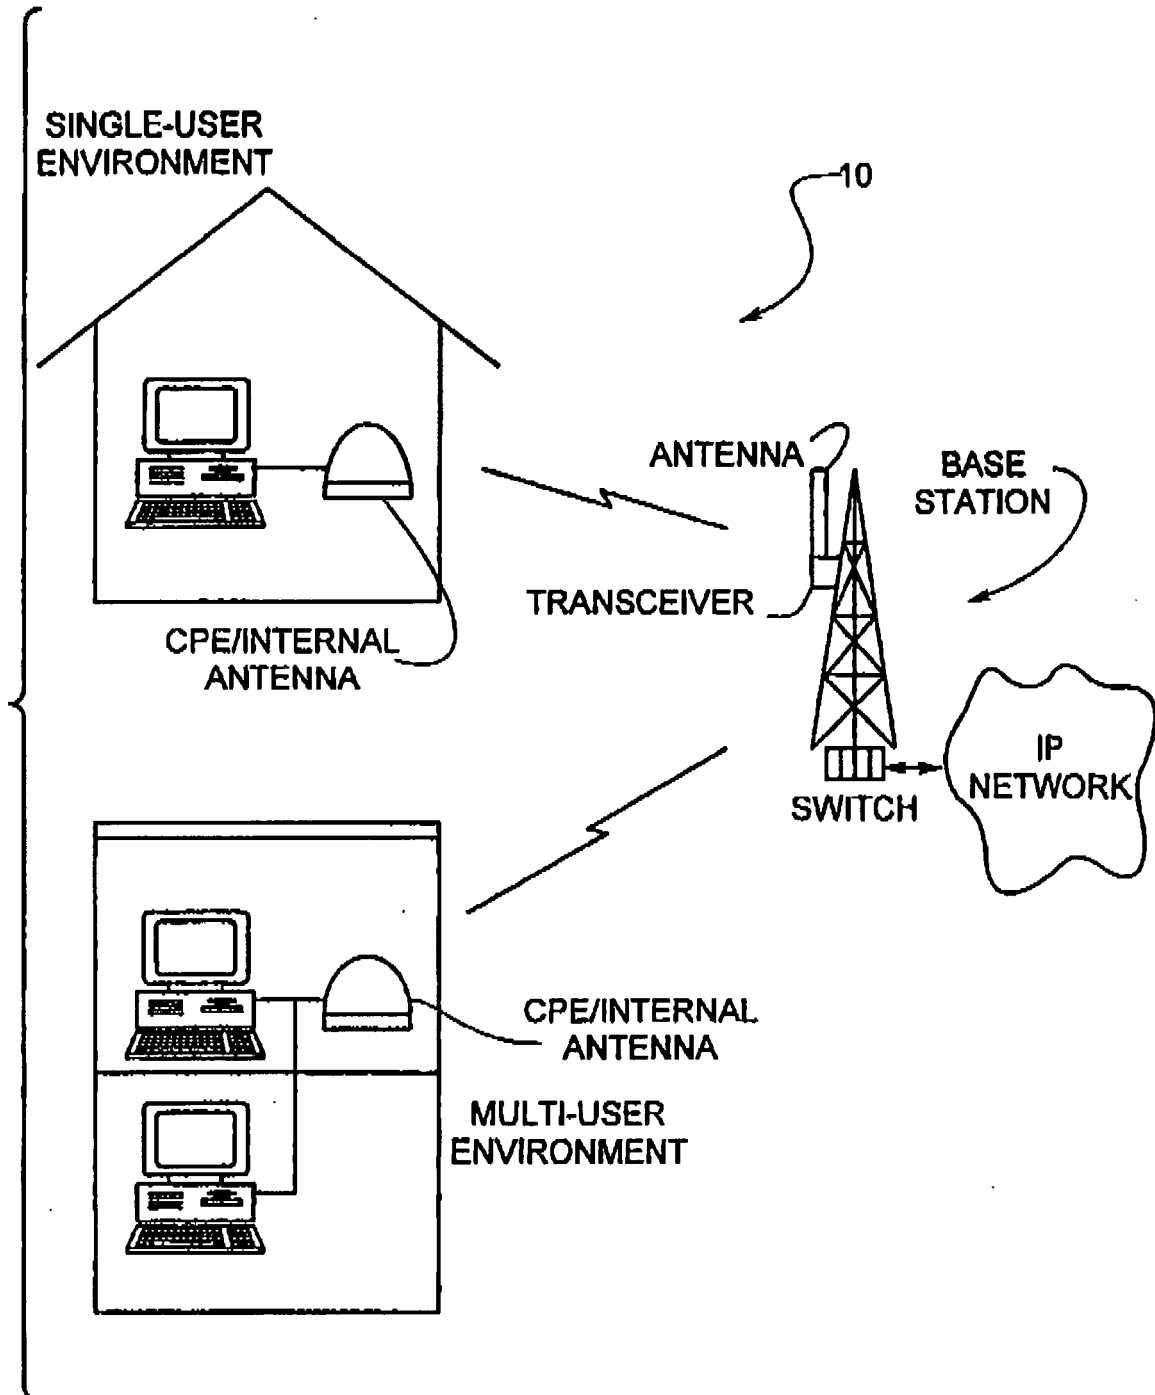 SINGLE-USER
ENVIRONMENT
10
ANTENNA
BASE
STATION
TRANSCEIVER
CPE/INTERNAL
ANTENNA
IP
NETWORK
SWITCH
CPE/INTERNAL
ANTENNA
MULTI-USER
ENVIRONMENT